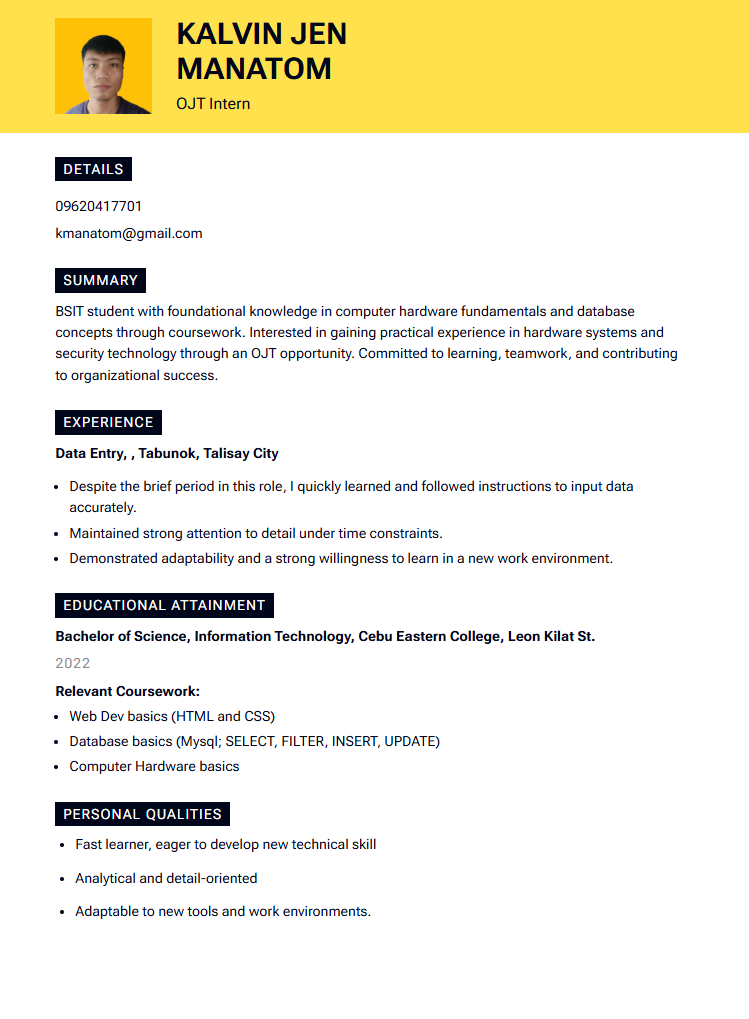 KALVIN JEN
MANATOM
OJT Intern
DETAILS
09620417701
kmanatom@gmail.com
SUMMARY
BSIT student with foundational knowledge in computer hardware fundamentals and database
concepts through coursework. Interested in gaining practical experience in hardware systems and
security technology through an OJT opportunity. Committed to learning, teamwork, and contributing
to organizational success.
EXPERIENCE
Data Entry, , Tabunok, Talisay City
• Despite the brief period in this role, I quickly learned and followed instructions to input data
accurately.
• Maintained strong attention to detail under time constraints.
• Demonstrated adaptability and a strong willingness to learn in a new work environment.
EDUCATIONAL ATTAINMENT
Bachelor of Science, Information Technology, Cebu Eastern College, Leon Kilat St.
2022
Relevant Coursework:
• Web Dev basics (HTML and CSS)
• Database basics (Mysql; SELECT, FILTER, INSERT, UPDATE)
• Computer Hardware basics
PERSONAL QUALITIES
• Fast learner, eager to develop new technical skill
• Analytical and detail-oriented
• Adaptable to new tools and work environments.